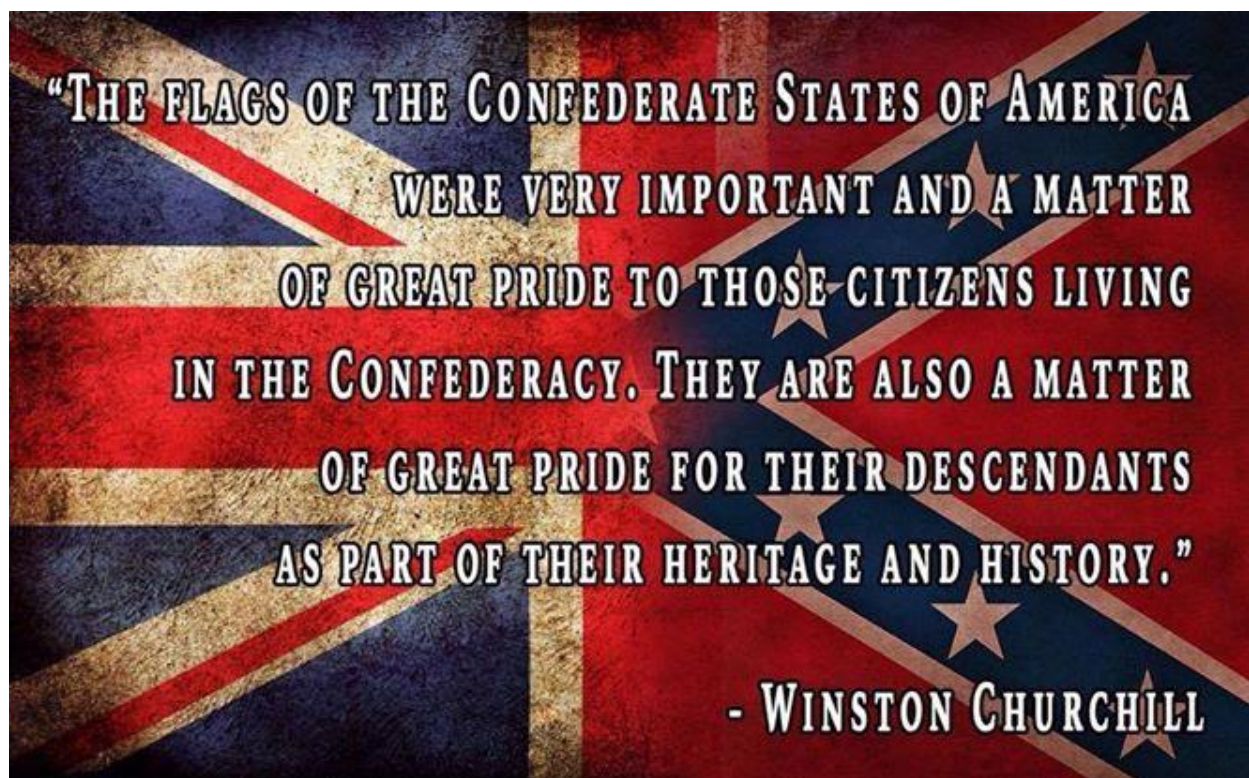 “The flags of the Confederate States of America
were very important and a matter
of great pride to those citizens living
in the Confederacy. They are also a matter
of great pride for their descendants
as part of their heritage and history.”
- Winston Churchill